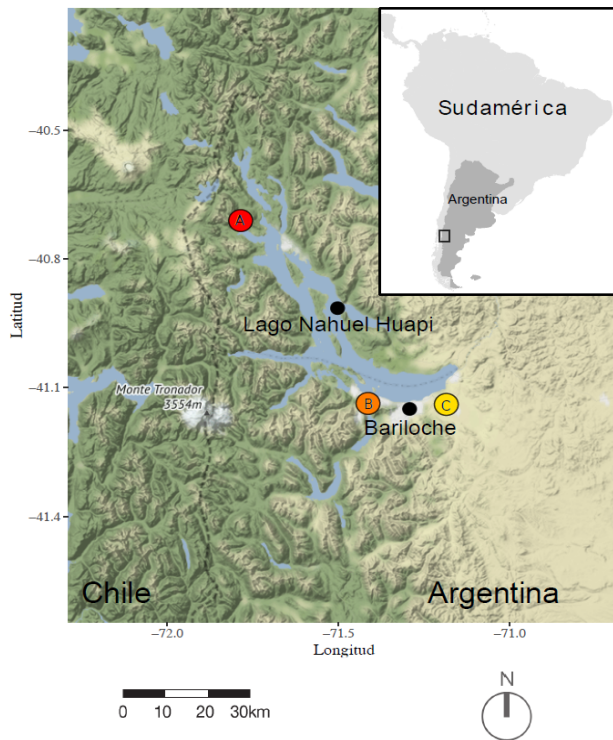 Sudamérica
Argentina
−40.5
A
−40.8
Lago Nahuel Huapi
Latitud
−41.1
Monte Tronador
3554m
B
C
Bariloche
−41.4
Chile
Argentina
−72.0
−71.5
−71.0
Longitud
N
0 10 20 30km